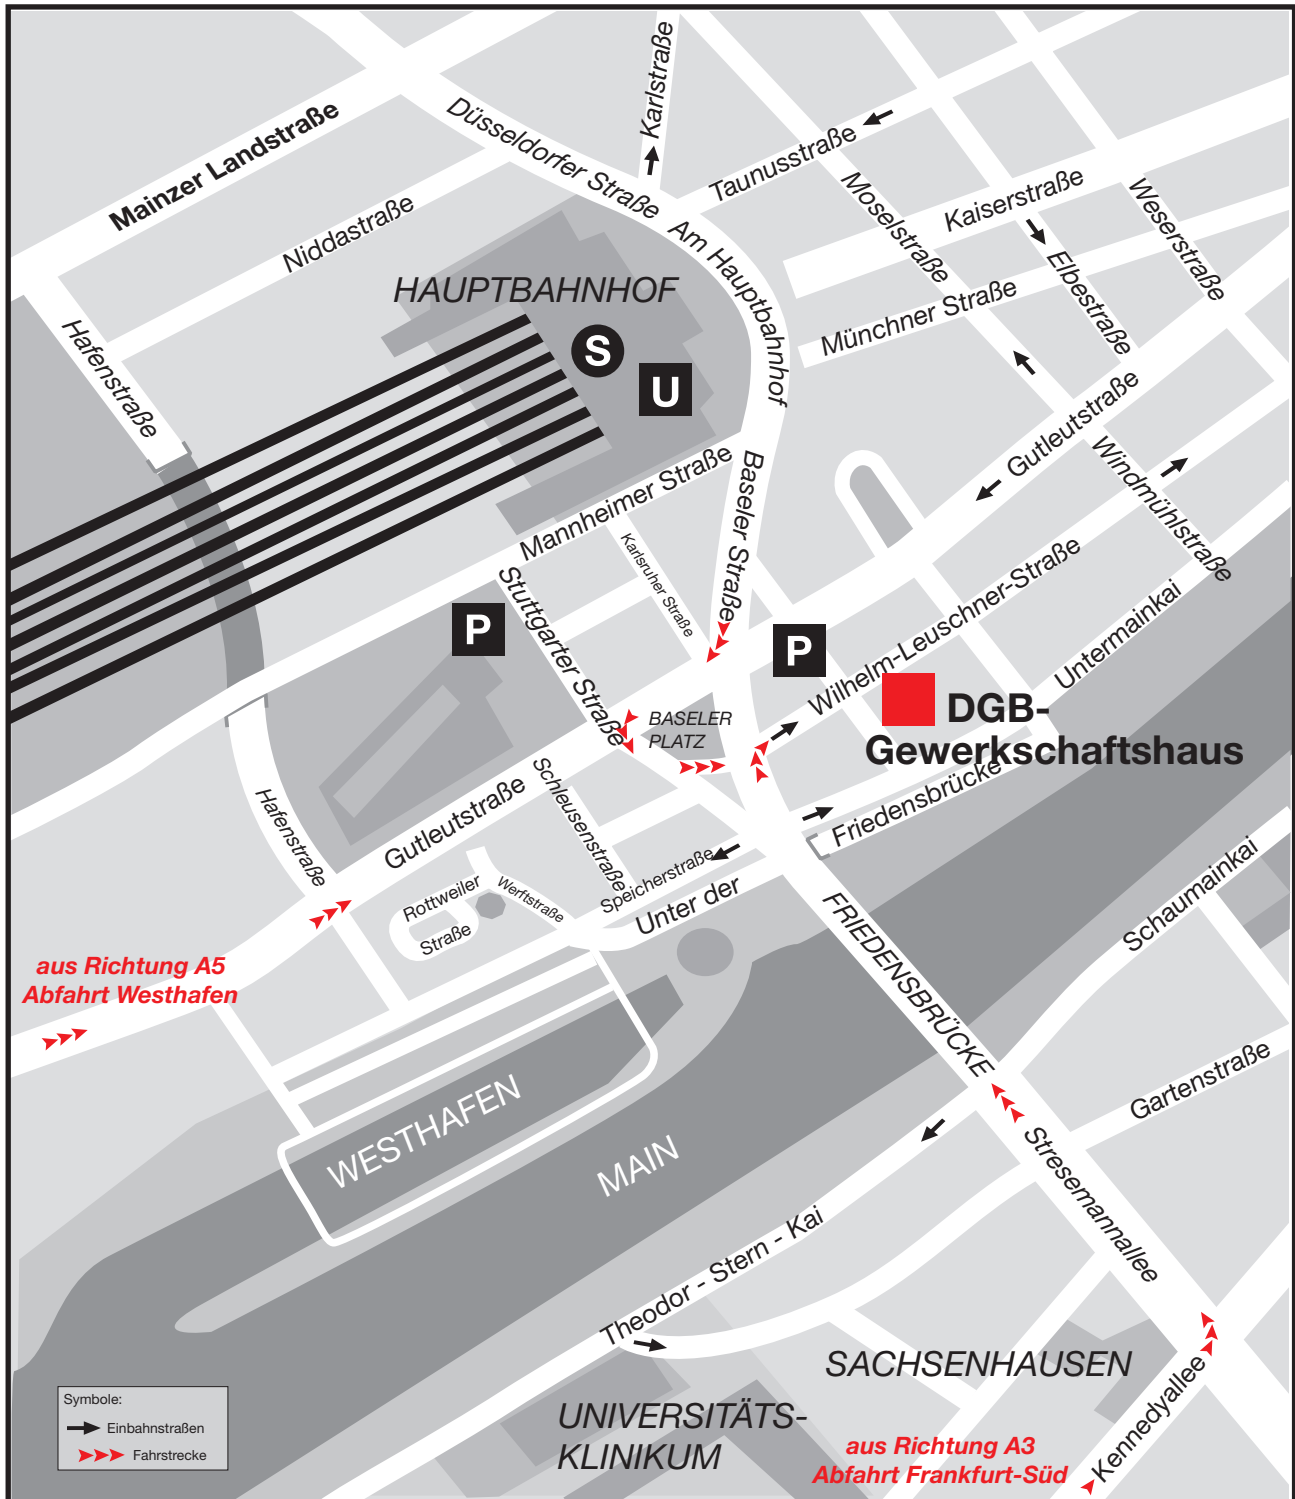 Karlstraße
Düsseldorfer Straße
Mainzer Landstraße
Taunusstraße
Niddastraße
Moselstraße
Kaiserstraße
Weserstraße
Am Hauptbahnhof
Elbestraße
HAUPTBAHNHOF
Münchner Straße
S
U
Hafenstraße
Gutleutstraße
Windmühlstraße
Mannheimer Straße
Baseler Straße
Karlsruher Straße
Stuttgarter Straße
P
P
Wilhelm-Leuschner-Straße
Untermainkai
BASELER
PLATZ
DGB-
Gewerkschaftshaus
Schleusenstraße
Hafenstraße
Gutleutstraße
Friedensbrücke
Speicherstraße
Unter der
Rottweiler
Straße
Werftstraße
Schaumainkai
FRIEDENSBRÜCKE
aus Richtung A5
Abfahrt Westhafen
Gartenstraße
WESTHAFEN
MAIN
Stresemannallee
Theodor - Stern - Kai
SACHSENHAUSEN
Kennedyallee
UNIVERSITÄTS-
KLINIKUM
aus Richtung A3
Abfahrt Frankfurt-Süd
Symbole:
Einbahnstraßen
Fahrstrecke